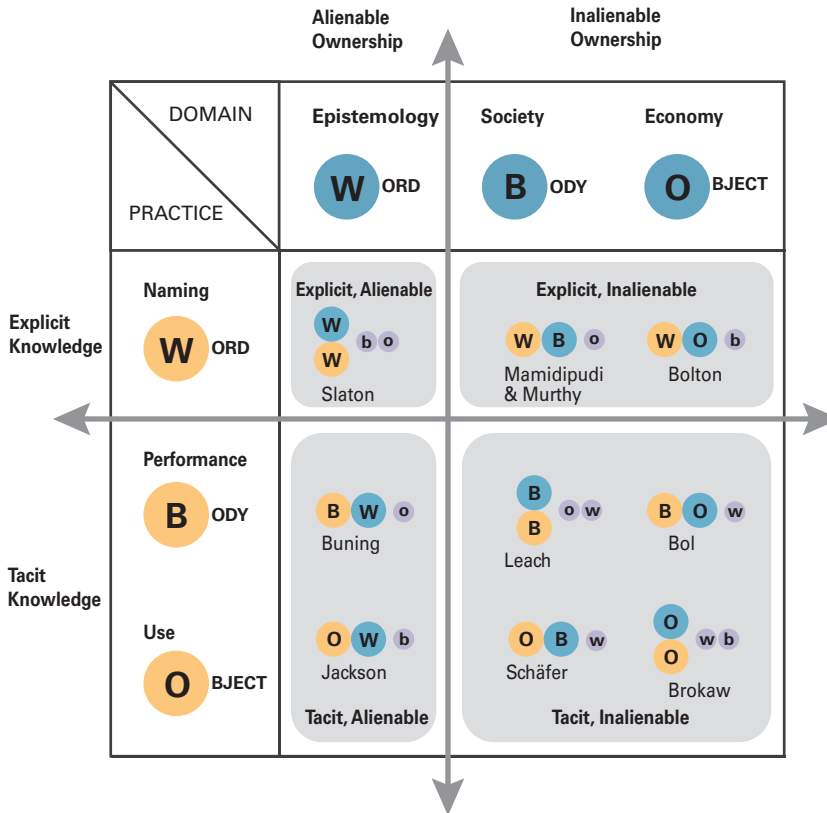 Alienable
Ownership
Inalienable
Ownership
DOMAIN
PRACTICE
Epistemology
W ORD
Society
B ODY
Economy
O BJECT
Explicit
Knowledge
Naming
W ORD
Explicit, Alienable
W
W
b o
Slaton
Explicit, Inalienable
W B o
Mamidipudi
& Murthy
W O b
Bolton
Tacit
Knowledge
Performance
B ODY
B W o
Buning
B
B
o w
Leach
B O w
Bol
Use
O BJECT
O W b
Jackson
Tacit, Alienable
O B w
Schäfer
O
O
w b
Brokaw
Tacit, Inalienable